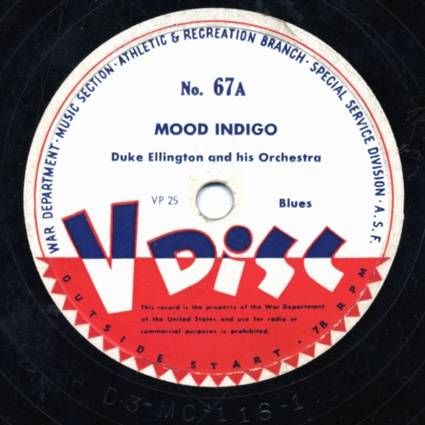 WAR DEPARTMENT · MUSIC SECTION · ATHLETIC & RECREATION BRANCH · SPECIAL SERVICE DIVISION · A.S.F.
No. 67A
MOOD INDIGO
Duke Ellington and his Orchestra
VP 25
Blues
V DiSC
This record is the property of the War Department
of the United States and use for radio or
commercial purposes is prohibited.
OUTSIDE START · 78 RPM
D3-MC-116-1